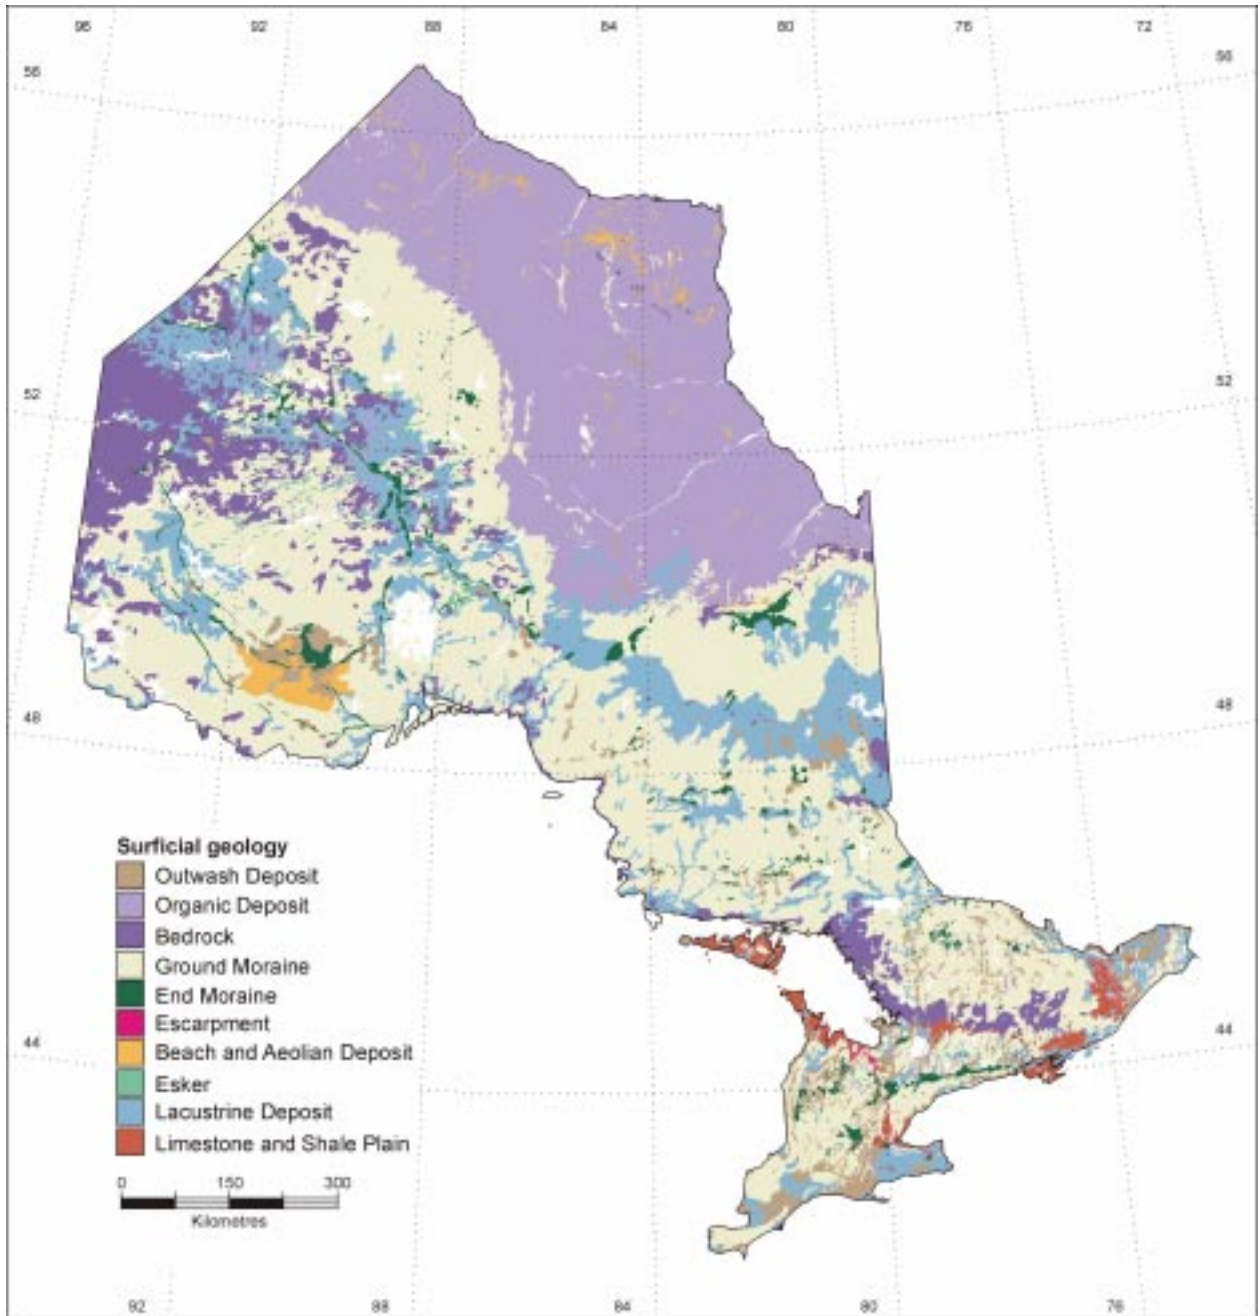 96 92 88 84 80 76 72
56 56
52 52
48 48
Surficial geology
Outwash Deposit
Organic Deposit
Bedrock
Ground Moraine
End Moraine
Escarpment
Beach and Aeolian Deposit
Esker
Lacustrine Deposit
Limestone and Shale Plain
44 44
0 150 300
Kilometres
92 88 84 80 76